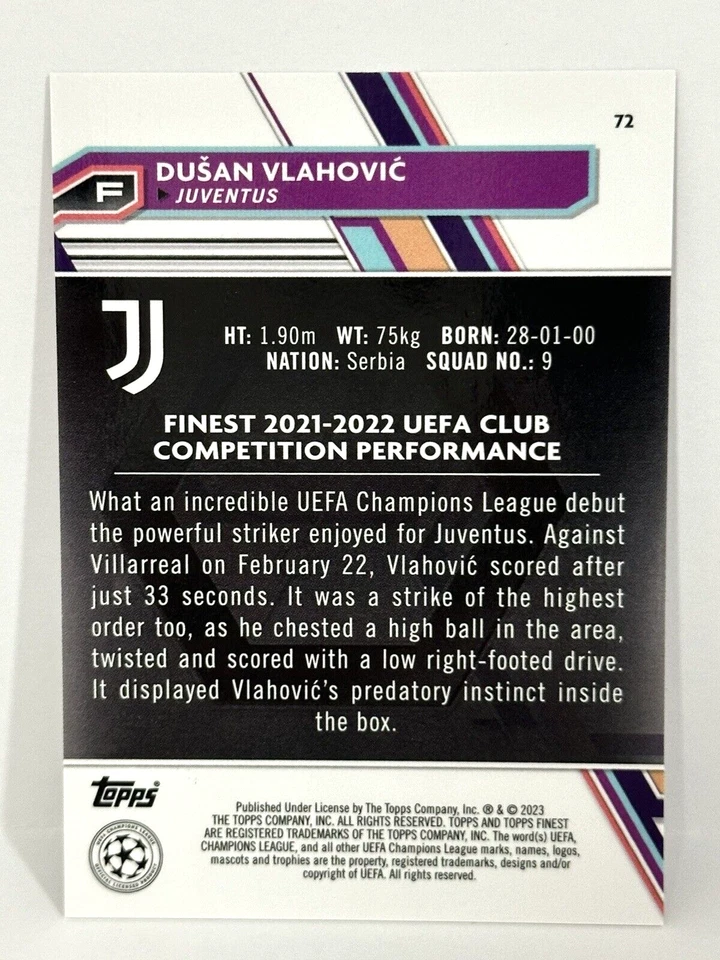 72
DUŠAN VLAHOVIĆ
F
JUVENTUS
J
HT: 1.90m WT: 75kg BORN: 28-01-00
NATION: Serbia SQUAD NO.: 9
FINEST 2021-2022 UEFA CLUB
COMPETITION PERFORMANCE
What an incredible UEFA Champions League debut
the powerful striker enjoyed for Juventus. Against
Villarreal on February 22, Vlahović scored after
just 33 seconds. It was a strike of the highest
order too, as he chested a high ball in the area,
twisted and scored with a low right-footed drive.
It displayed Vlahović's predatory instinct inside
the box.
Topps®
Published Under License by The Topps Company, Inc. ® & © 2023
THE TOPPS COMPANY, INC. ALL RIGHTS RESERVED. TOPPS AND TOPPS FINEST
ARE REGISTERED TRADEMARKS OF THE TOPPS COMPANY, INC. The word(s) UEFA,
CHAMPIONS LEAGUE, and all other UEFA Champions League marks, names, logos,
mascots and trophies are the property, registered trademarks, designs and/or
copyright of UEFA. All rights reserved.
UEFA CHAMPIONS LEAGUE
OFFICIAL LICENSED PRODUCT